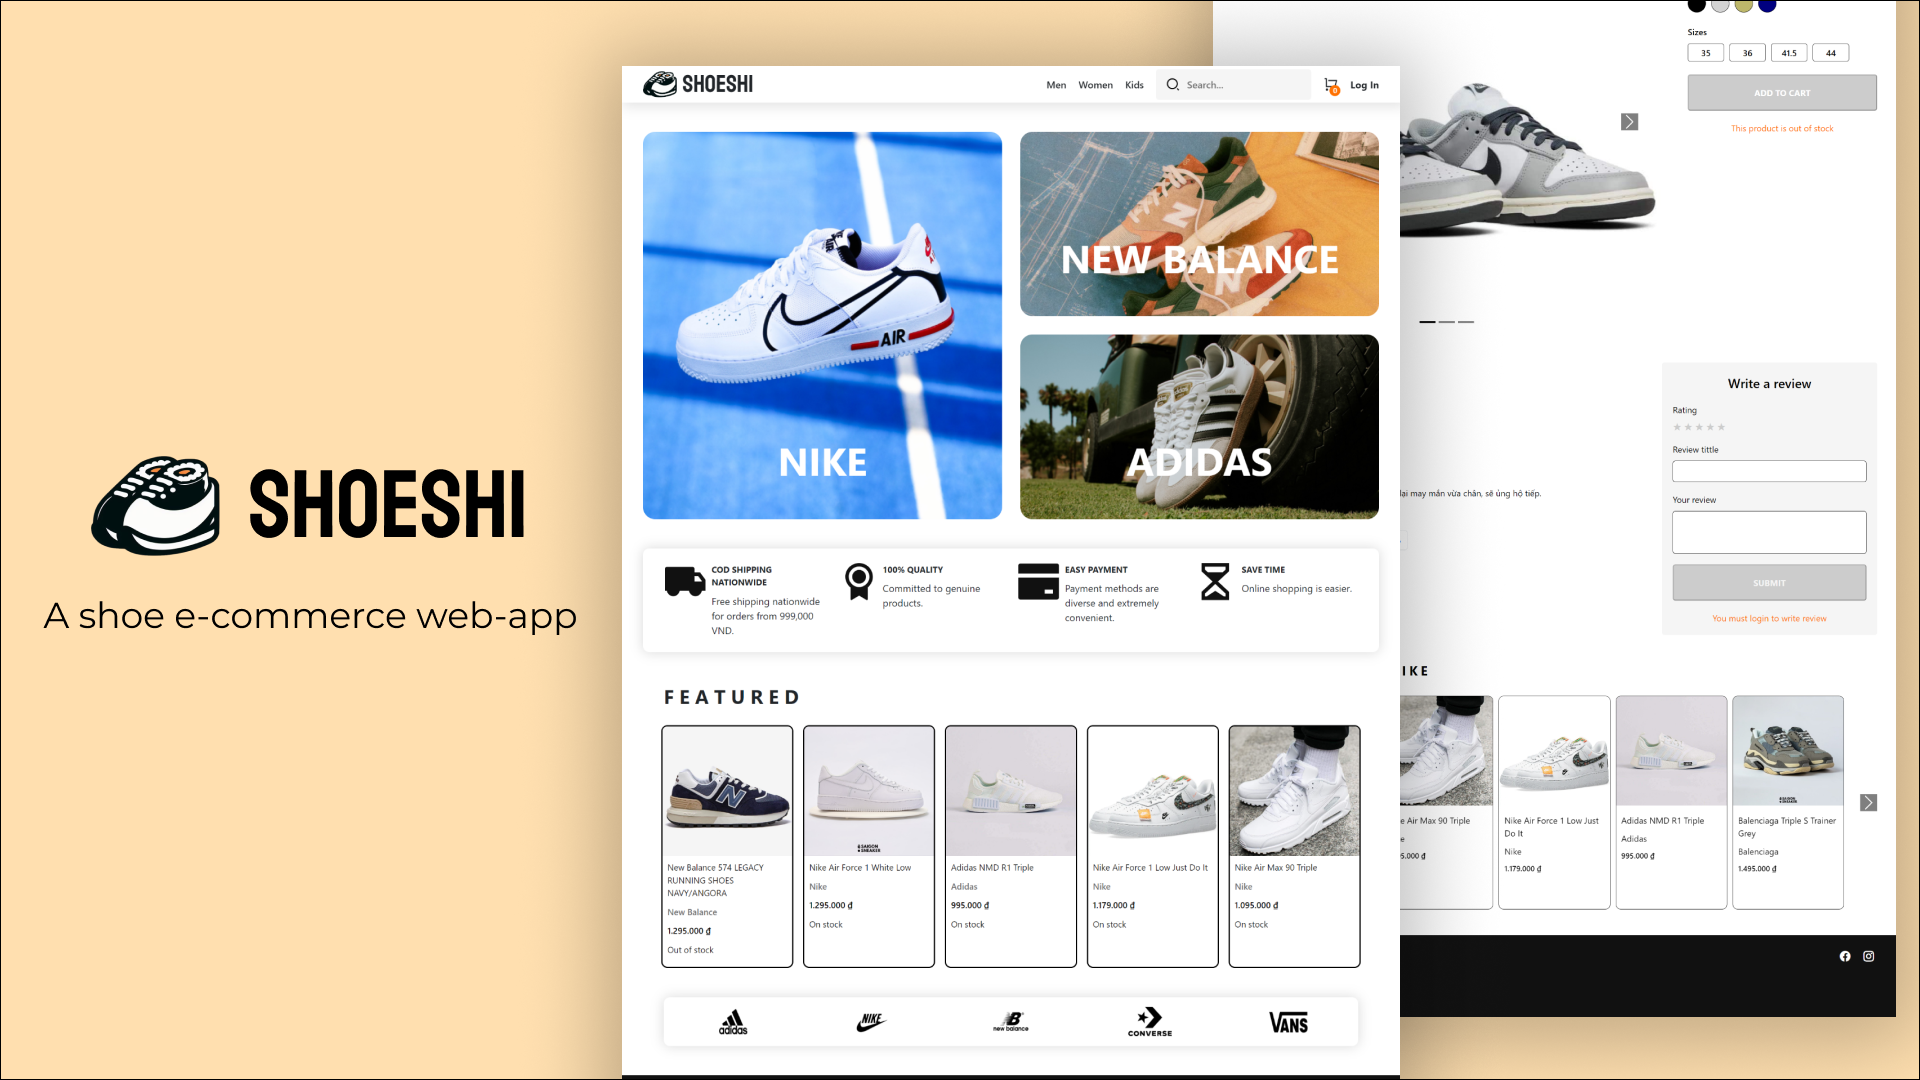 SHOESHI
A shoe e-commerce web-app
SHOESHI
Men Women Kids Search... 0 Log In
AIR
NIKE
N
NEW BALANCE
ADIDAS
COD SHIPPING
NATIONWIDE
Free shipping nationwide
for orders from 999,000
VND.
100% QUALITY
Committed to genuine
products.
EASY PAYMENT
Payment methods are
diverse and extremely
convenient.
SAVE TIME
Online shopping is easier.
FEATURED
New Balance 574 LEGACY
RUNNING SHOES
NAVY/ANGORA
New Balance
1.295.000 ₫
Out of stock
SAIGON
SNEAKER
Nike Air Force 1 White Low
Nike
1.295.000 ₫
On stock
Adidas NMD R1 Triple
Adidas
995.000 ₫
On stock
Nike Air Force 1 Low Just Do It
Nike
1.179.000 ₫
On stock
Nike Air Max 90 Triple
Nike
1.095.000 ₫
On stock
adidas NIKE new balance CONVERSE VANS
Sizes
35 36 41.5 44
ADD TO CART
This product is out of stock
Write a review
Rating
Review tittle
Your review
SUBMIT
You must login to write review
lại may mắn vừa chân, sẽ ủng hộ tiếp.
IKE
e Air Max 90 Triple
e
5.000 ₫
Nike Air Force 1 Low Just
Do It
Nike
1.179.000 ₫
Adidas NMD R1 Triple
Adidas
995.000 ₫
SAIGON
SNEAKER
Balenciaga Triple S Trainer
Grey
Balenciaga
1.495.000 ₫